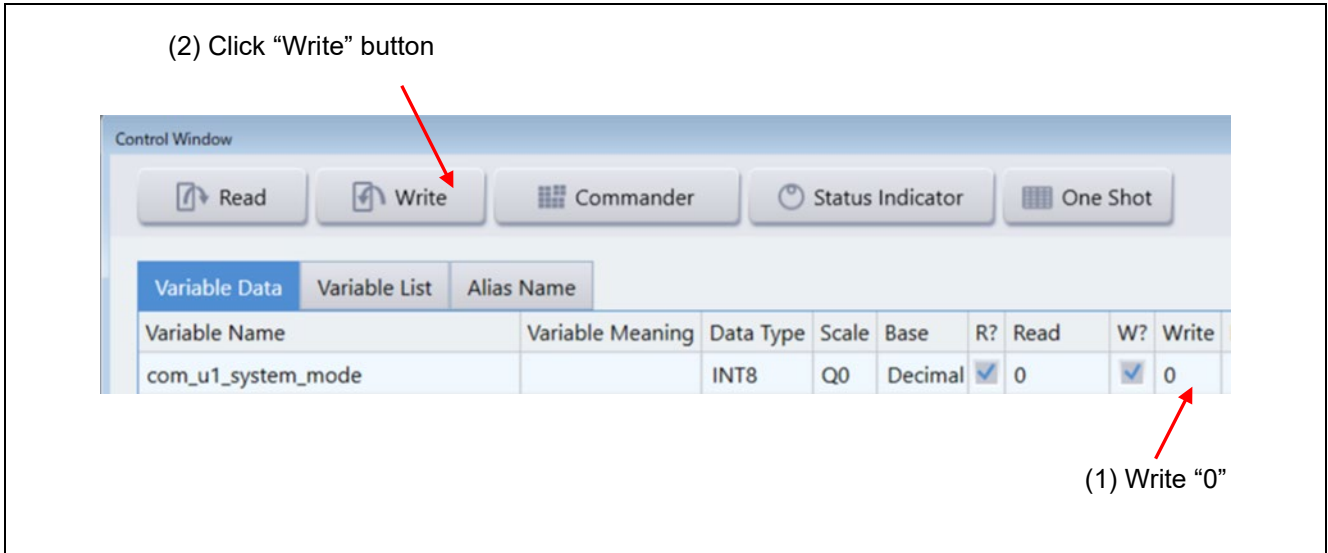 (2) Click “Write” button
Control Window
Read Write Commander Status Indicator One Shot
Variable Data Variable List Alias Name
Variable Name Variable Meaning Data Type Scale Base R? Read W? Write
com_u1_system_mode INT8 Q0 Decimal 0 0
(1) Write “0”